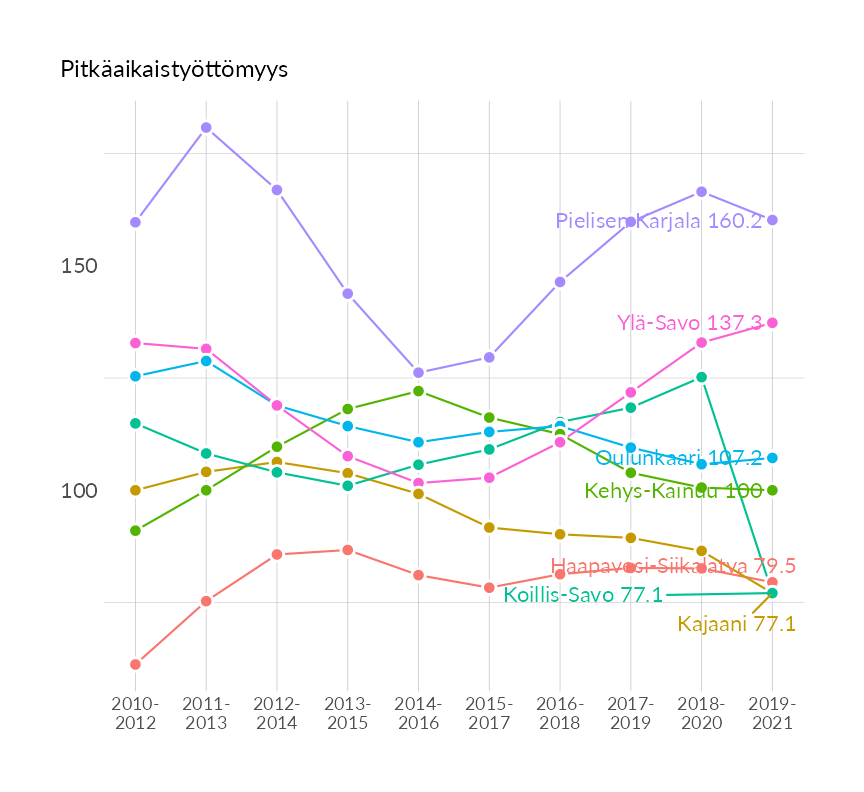 Pitkäaikaistyöttömyys
Pielisen Karjala 160.2
150
Ylä-Savo 137.3
Oulunkaari 107.2
100
Kehys-Kainuu 100
Haapavesi-Siikalatva 79.5
Koillis-Savo 77.1
Kajaani 77.1
2010-
2012
2011-
2013
2012-
2014
2013-
2015
2014-
2016
2015-
2017
2016-
2018
2017-
2019
2018-
2020
2019-
2021